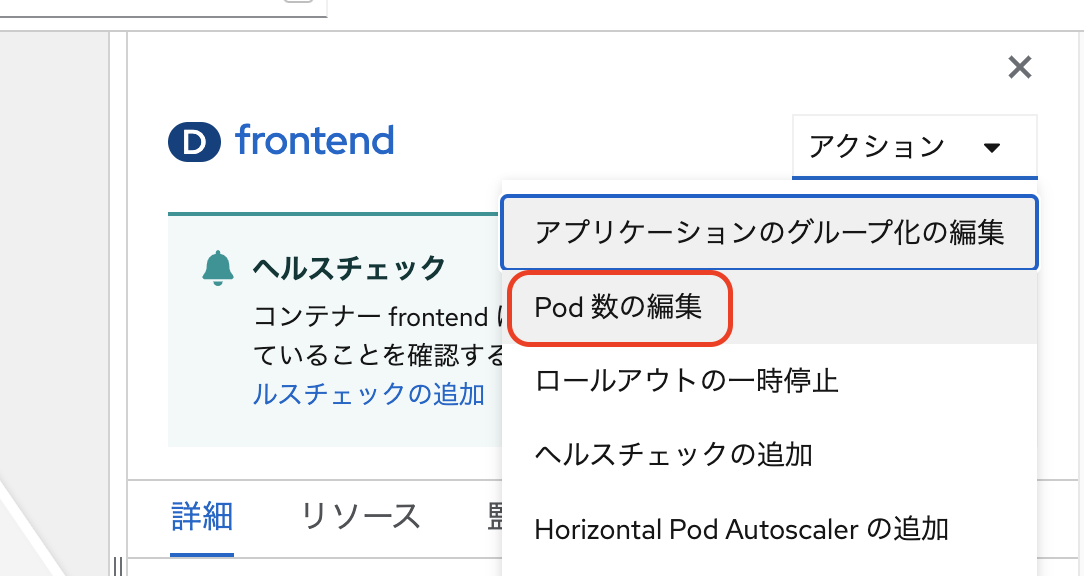 D frontend
アクション
アプリケーションのグループ化の編集
Pod 数の編集
ロールアウトの一時停止
ヘルスチェックの追加
Horizontal Pod Autoscaler の追加
ヘルスチェック
コンテナー frontend
ていることを確認する
ルスチェックの追加
詳細 リソース